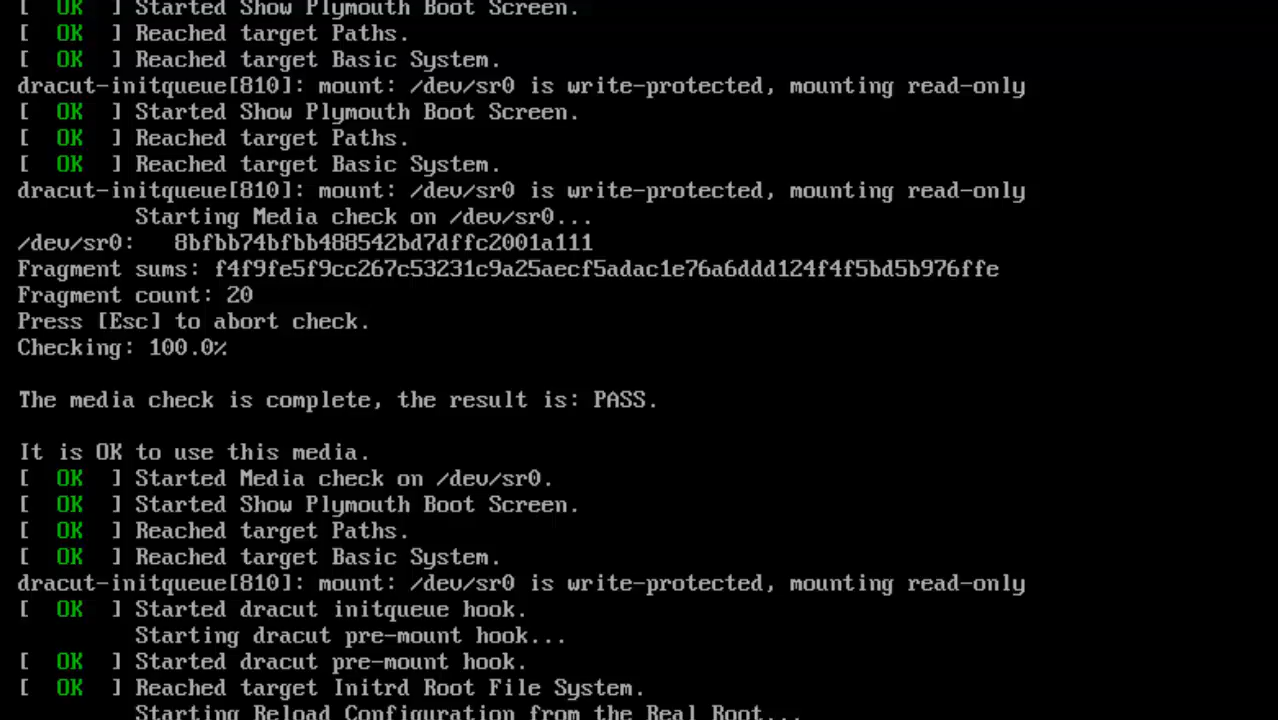 [  OK  ] Started Show Plymouth Boot Screen.
[  OK  ] Reached target Paths.
[  OK  ] Reached target Basic System.
dracut-initqueue[810]: mount: /dev/sr0 is write-protected, mounting read-only
[  OK  ] Started Show Plymouth Boot Screen.
[  OK  ] Reached target Paths.
[  OK  ] Reached target Basic System.
dracut-initqueue[810]: mount: /dev/sr0 is write-protected, mounting read-only
         Starting Media check on /dev/sr0...
/dev/sr0:   8bfbb74bfbb488542bd7dffc2001a111
Fragment sums: f4f9fe5f9cc267c53231c9a25aecf5adac1e76a6ddd124f4f5bd5b976ffe
Fragment count: 20
Press [Esc] to abort check.
Checking: 100.0%
The media check is complete, the result is: PASS.
It is OK to use this media.
[  OK  ] Started Media check on /dev/sr0.
[  OK  ] Started Show Plymouth Boot Screen.
[  OK  ] Reached target Paths.
[  OK  ] Reached target Basic System.
dracut-initqueue[810]: mount: /dev/sr0 is write-protected, mounting read-only
[  OK  ] Started dracut initqueue hook.
         Starting dracut pre-mount hook...
[  OK  ] Started dracut pre-mount hook.
[  OK  ] Reached target Initrd Root File System.
         Starting Reload Configuration from the Real Root...